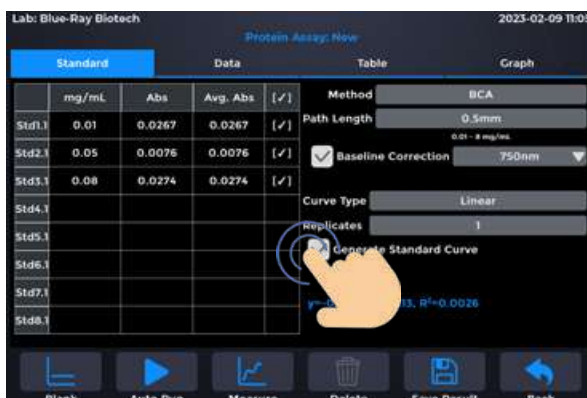 Lab: Blue-Ray Biotech
2023-02-09 11:05
Protein Assay: New
Standard Data Table Graph
mg/mL Abs Avg. Abs [✓]
Std1.1 0.01 0.0267 0.0267 [✓]
Std2.1 0.05 0.0076 0.0076 [✓]
Std3.1 0.08 0.0274 0.0274 [✓]
Std4.1
Std5.1
Std6.1
Std7.1
Std8.1
Method BCA
Path Length 0.5mm
0.01 - 8 mg/mL
Baseline Correction 750nm
Curve Type Linear
Replicates 1
Generate Standard Curve
R²=0.0026
Blank Auto Run Measure Delete Save Result Back